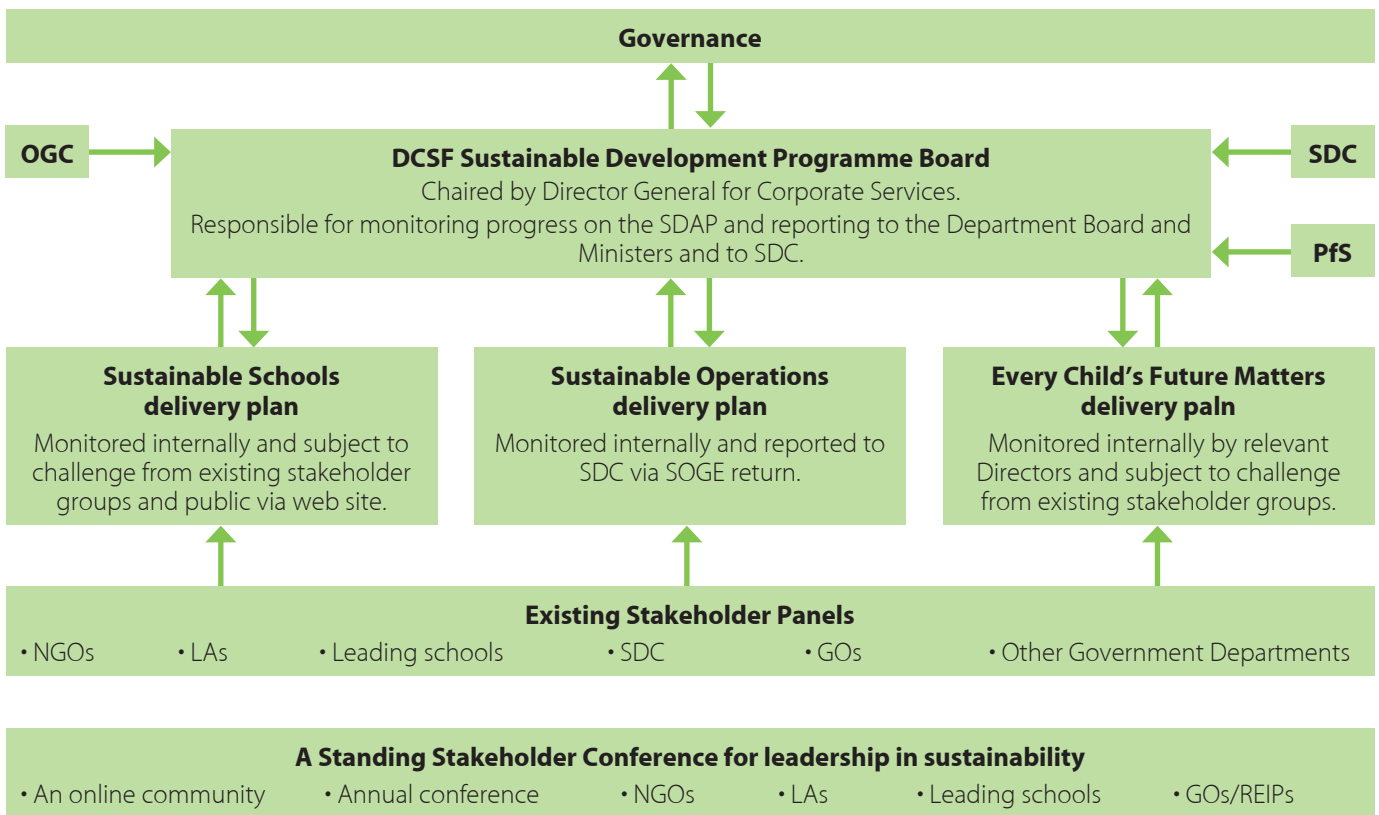 Governance
OGC
DCSF Sustainable Development Programme Board
Chaired by Director General for Corporate Services.
Responsible for monitoring progress on the SDAP and reporting to the Department Board and
Ministers and to SDC.
SDC
PfS
Sustainable Schools
delivery plan
Monitored internally and subject to
challenge from existing stakeholder
groups and public via web site.
Sustainable Operations
delivery plan
Monitored internally and reported to
SDC via SOGE return.
Every Child's Future Matters
delivery paln
Monitored internally by relevant
Directors and subject to challenge
from existing stakeholder groups.
Existing Stakeholder Panels
• NGOs • LAs • Leading schools • SDC • GOs • Other Government Departments
A Standing Stakeholder Conference for leadership in sustainability
• An online community • Annual conference • NGOs • LAs • Leading schools • GOs/REIPs